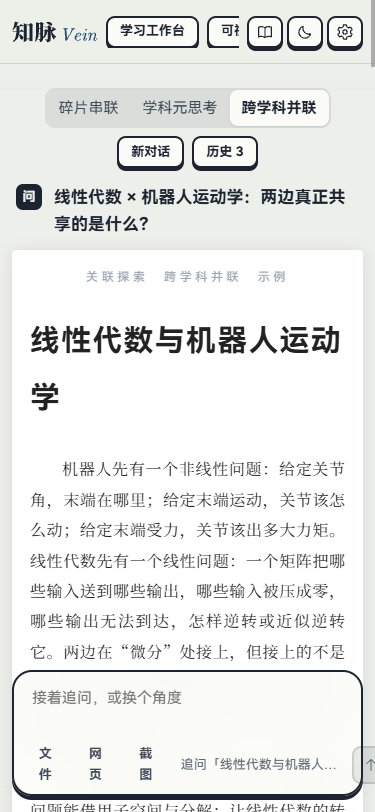 知脉 Vein 学习工作台
碎片串联 学科元思考 跨学科并联
新对话 历史 3
问 线性代数 × 机器人运动学：两边真正共
享的是什么？
关联探索 跨学科并联 示例
线性代数与机器人运动
学
机器人先有一个非线性问题：给定关节
角，末端在哪里；给定末端运动，关节该怎
么动；给定末端受力，关节该出多大力矩。
线性代数先有一个线性问题：一个矩阵把哪
些输入送到哪些输出，哪些输入被压成零，
哪些输出无法到达，怎样逆转或近似逆转
它。两边在“微分”处接上，但接上的不是
接着追问，或换个角度
文件 网页 截图 追问「线性代数与机器人...